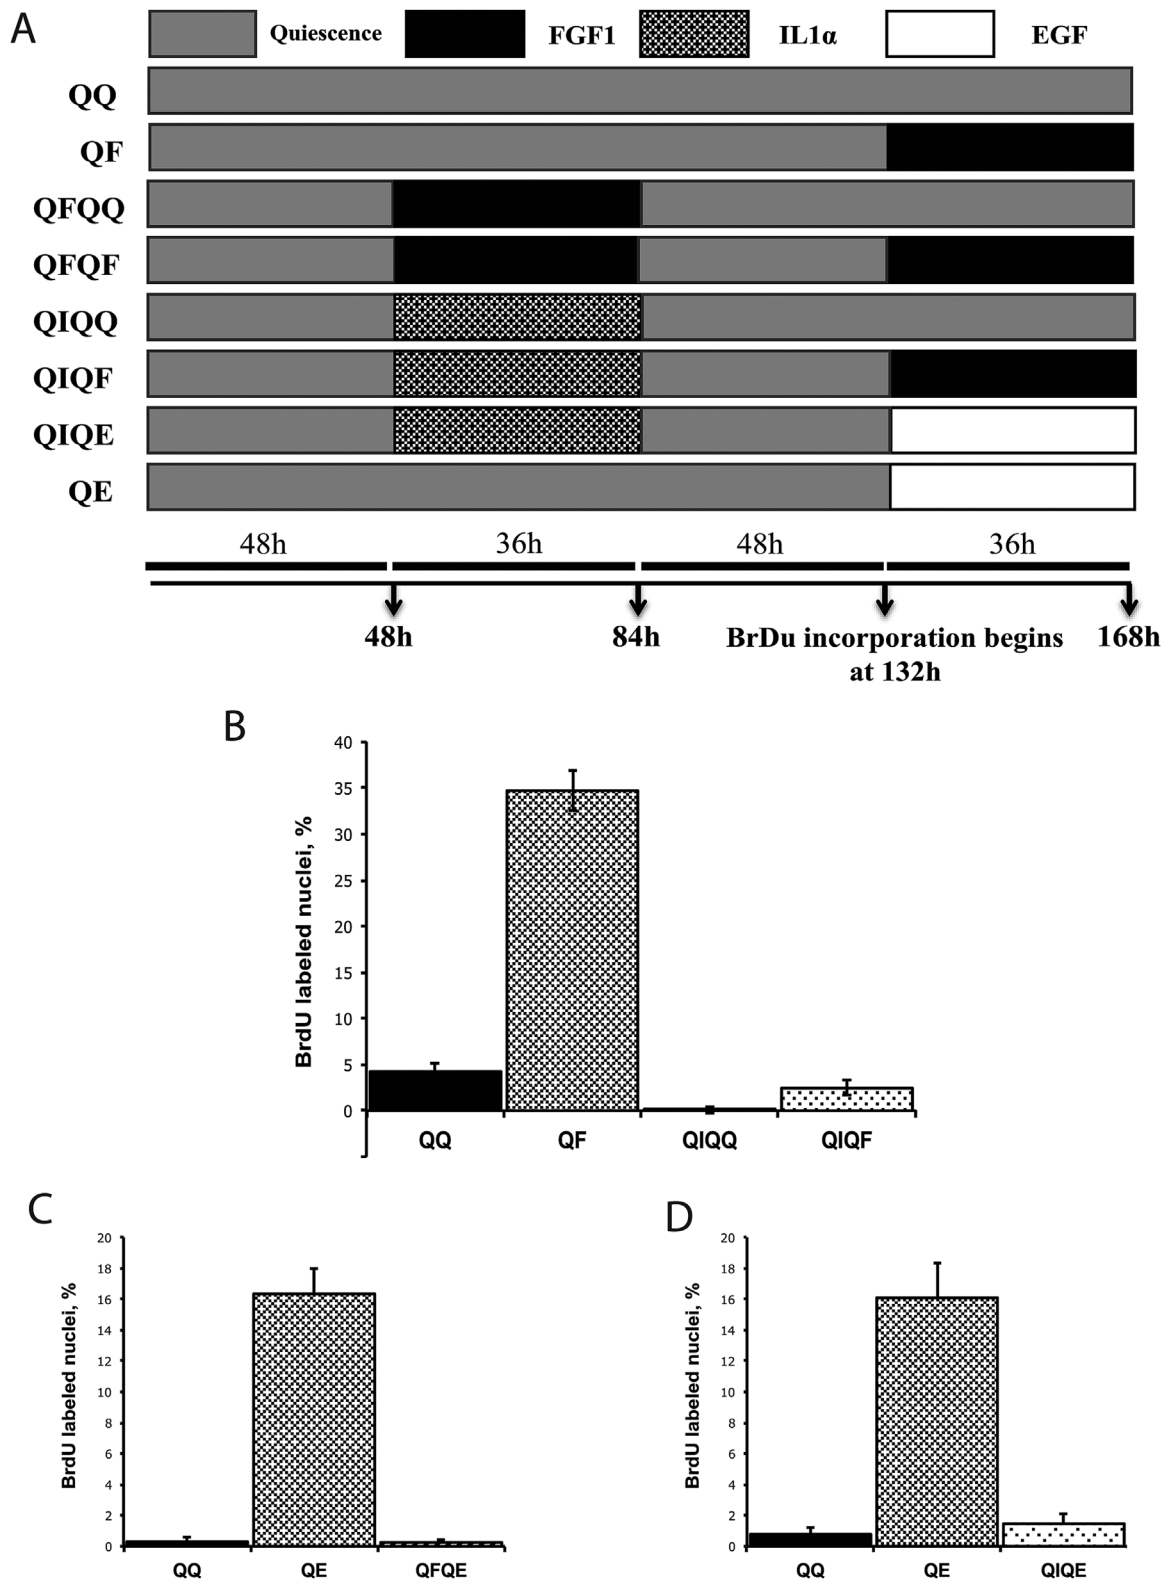 A
Quiescence FGF1 IL1α EGF
QQ
QF
QFQQ
QFQF
QIQQ
QIQF
QIQE
QE
48h 36h 48h 36h
48h 84h BrDu incorporation begins 168h
at 132h
B
BrdU labeled nuclei, %
40
35
30
25
20
15
10
5
0
QQ QF QIQQ QIQF
C
BrdU labeled nuclei, %
20
18
16
14
12
10
8
6
4
2
0
QQ QE QFQE
D
BrdU labeled nuclei, %
20
18
16
14
12
10
8
6
4
2
0
QQ QE QIQE